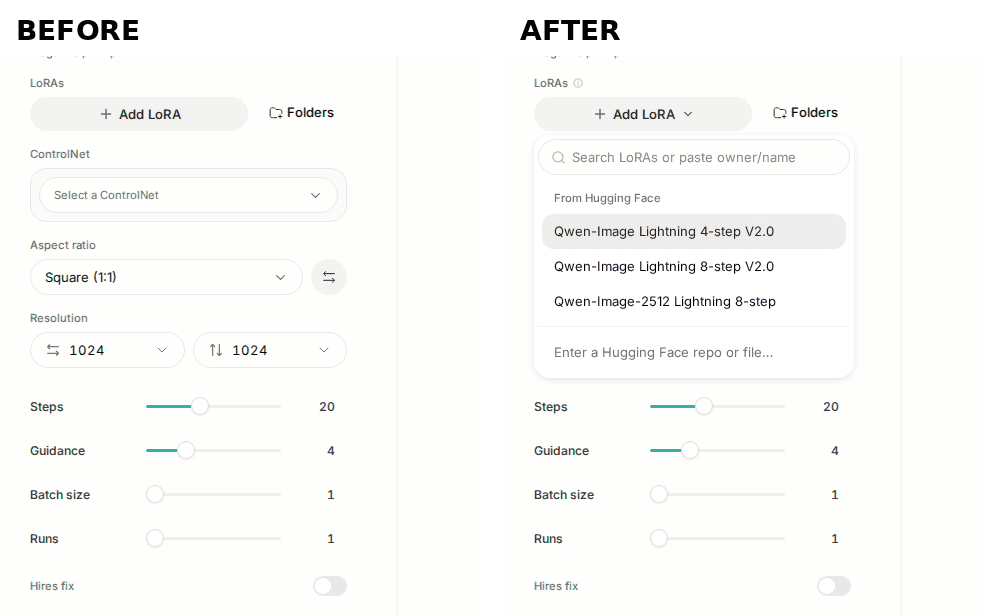 BEFORE
LoRAs
Add LoRA
Folders
ControlNet
Select a ControlNet
Aspect ratio
Square (1:1)
Resolution
1024
1024
Steps
20
Guidance
4
Batch size
1
Runs
1
Hires fix
AFTER
LoRAs
Add LoRA
Folders
Search LoRAs or paste owner/name
From Hugging Face
Qwen-Image Lightning 4-step V2.0
Qwen-Image Lightning 8-step V2.0
Qwen-Image-2512 Lightning 8-step
Enter a Hugging Face repo or file...
Steps
20
Guidance
4
Batch size
1
Runs
1
Hires fix